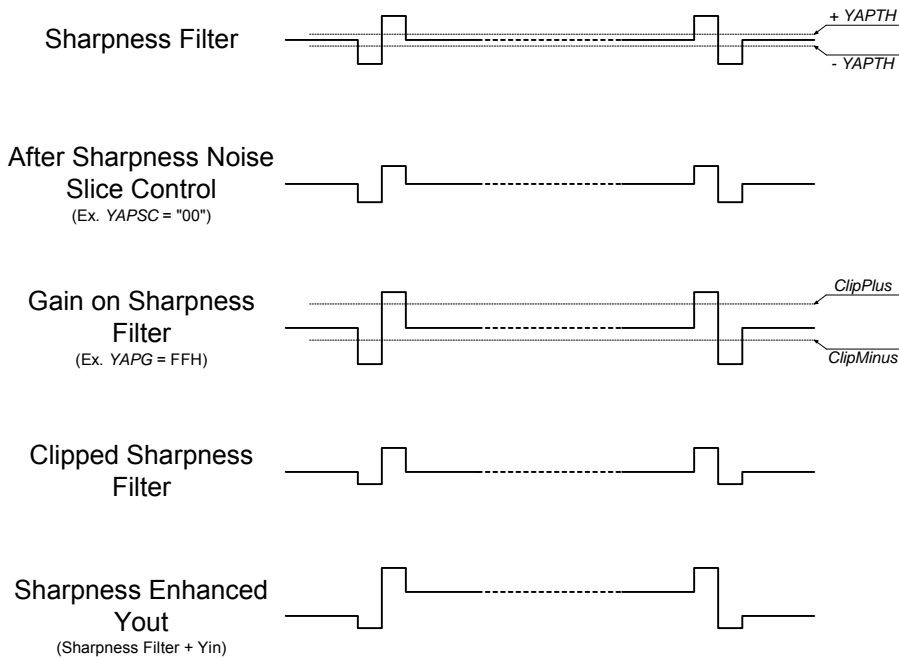 + YAPTH
Sharpness Filter
- YAPTH
After Sharpness Noise
Slice Control
(Ex. YAPSC = "00")
ClipPlus
Gain on Sharpness
Filter
(Ex. YAPG = FFH)
ClipMinus
Clipped Sharpness
Filter
Sharpness Enhanced
Yout
(Sharpness Filter + Yin)